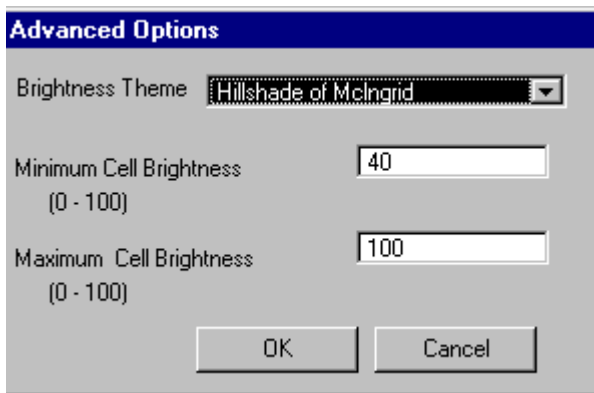 Advanced Options
Brightness Theme Hillshade of McIngrid
Minimum Cell Brightness 40
(0 - 100)
Maximum Cell Brightness 100
(0 - 100)
OK Cancel